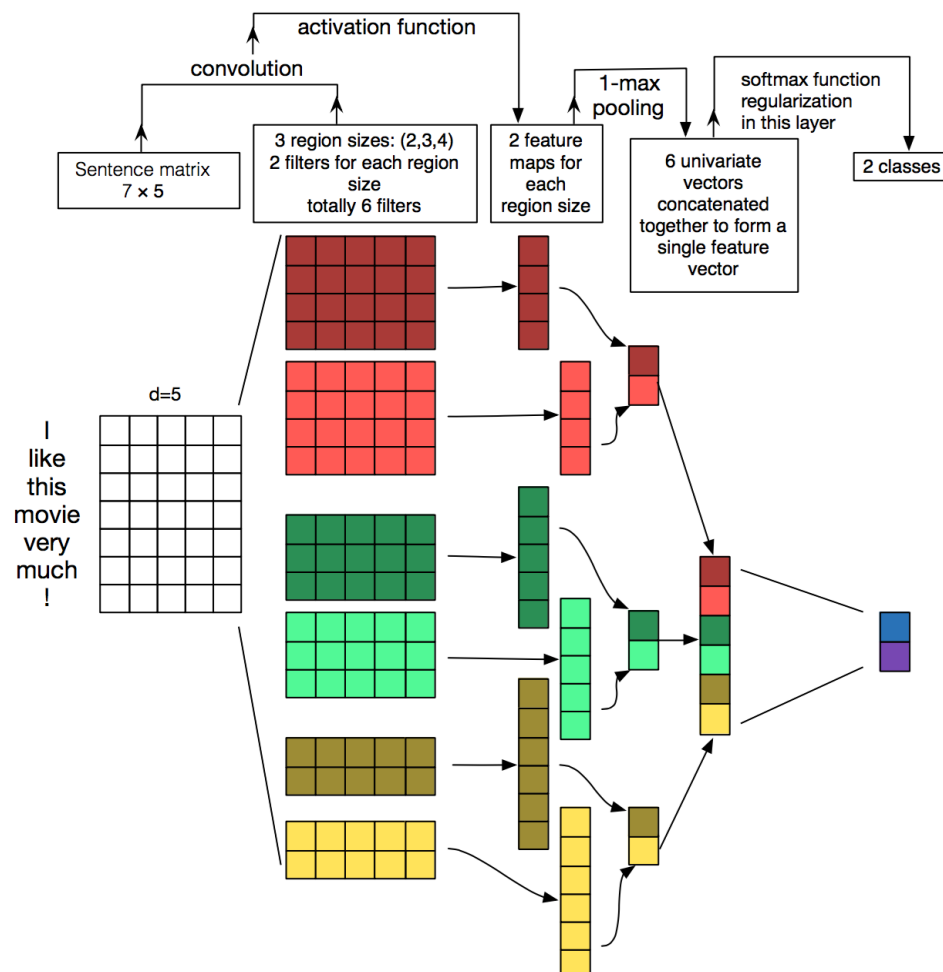 activation function
convolution
1-max
pooling
softmax function
regularization
in this layer
Sentence matrix
7 × 5
3 region sizes: (2,3,4)
2 filters for each region
size
totally 6 filters
2 feature
maps for
each
region size
6 univariate
vectors
concatenated
together to form a
single feature
vector
2 classes
d=5
I
like
this
movie
very
much
!